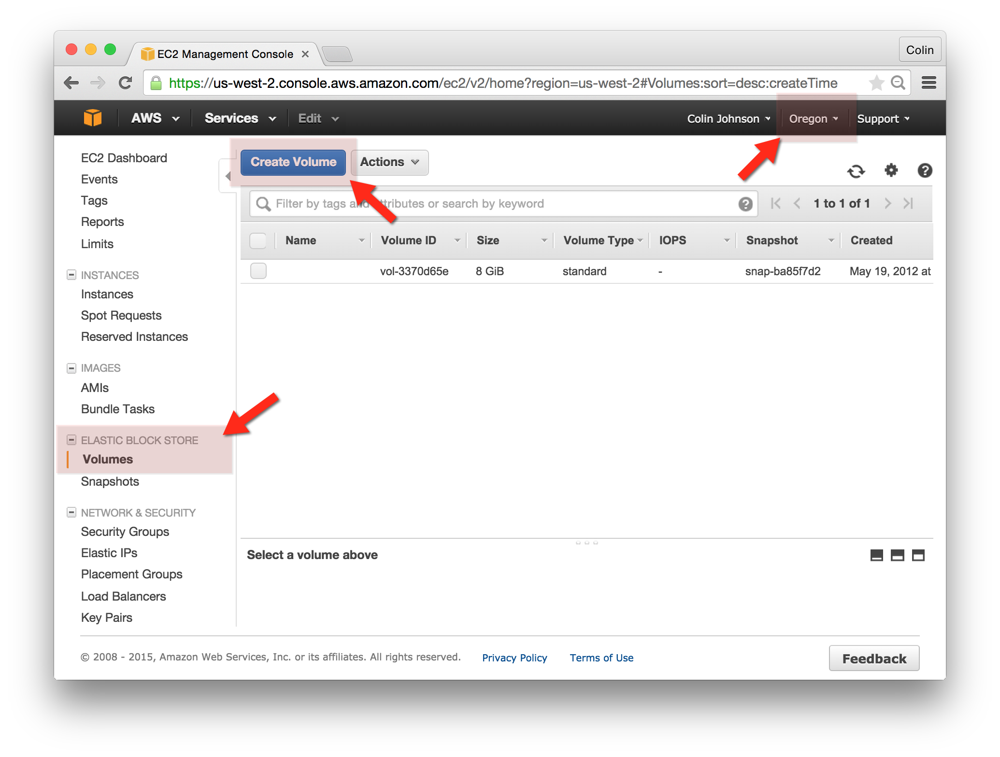 EC2 Management Console
Colin
https://us-west-2.console.aws.amazon.com/ec2/v2/home?region=us-west-2#Volumes:sort=desc:createTime
AWS Services Edit Colin Johnson Oregon Support
EC2 Dashboard
Events
Tags
Reports
Limits
INSTANCES
Instances
Spot Requests
Reserved Instances
IMAGES
AMIs
Bundle Tasks
ELASTIC BLOCK STORE
Volumes
Snapshots
NETWORK & SECURITY
Security Groups
Elastic IPs
Placement Groups
Load Balancers
Key Pairs
Create Volume Actions
Filter by tags and attributes or search by keyword
1 to 1 of 1
Name Volume ID Size Volume Type IOPS Snapshot Created
vol-3370d65e 8 GiB standard - snap-ba85f7d2 May 19, 2012 at
Select a volume above
© 2008 - 2015, Amazon Web Services, Inc. or its affiliates. All rights reserved. Privacy Policy Terms of Use Feedback